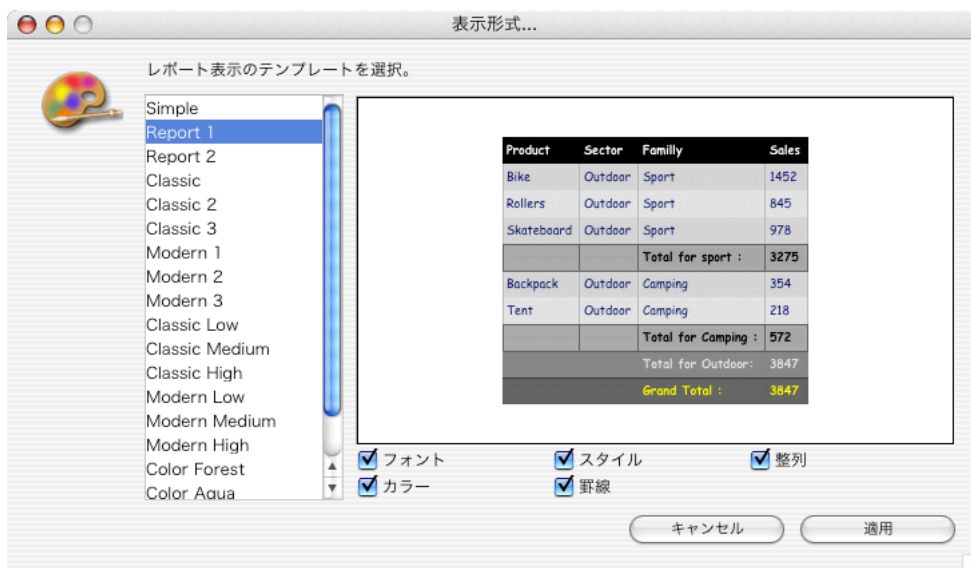 表示形式...
レポート表示のテンプレートを選択。
Simple
Report 1
Report 2
Classic
Classic 2
Classic 3
Modern 1
Modern 2
Modern 3
Classic Low
Classic Medium
Classic High
Modern Low
Modern Medium
Modern High
Color Forest
Color Aqua
Product Sector Familly Sales
Bike Outdoor Sport 1452
Rollers Outdoor Sport 845
Skateboard Outdoor Sport 978
Total for sport : 3275
Backpack Outdoor Camping 354
Tent Outdoor Camping 218
Total for Camping : 572
Total for Outdoor: 3847
Grand Total : 3847
フォント スタイル 整列
カラー 罫線
キャンセル 適用